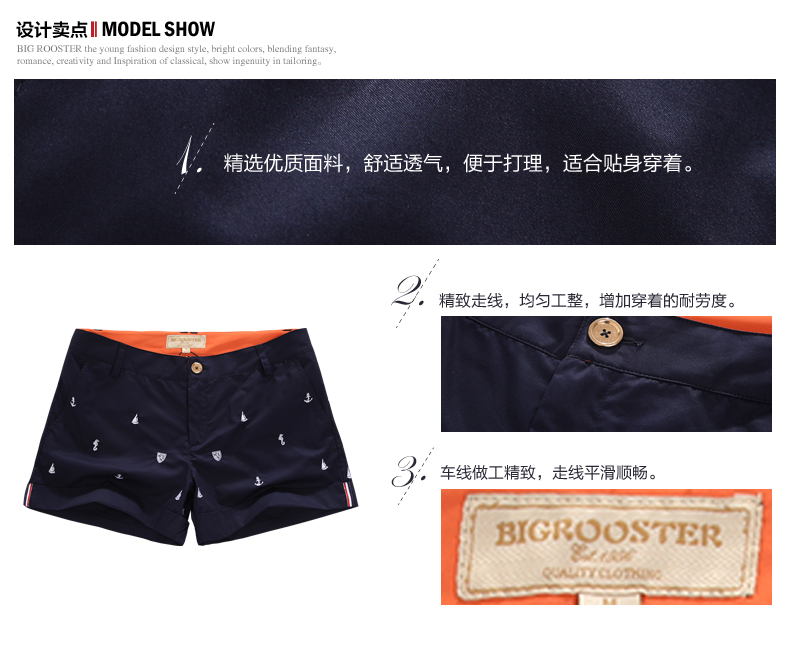 设计卖点 MODEL SHOW
BIG ROOSTER the young fashion design style, bright colors, blending fantasy,
romance, creativity and Inspiration of classical, show ingenuity in tailoring。
1. 精选优质面料，舒适透气，便于打理，适合贴身穿着。
2. 精致走线，均匀工整，增加穿着的耐劳度。
BIGROOSTER
3. 车线做工精致，走线平滑顺畅。
BIGROOSTER
Est.1936
QUALITY CLOTHING
M